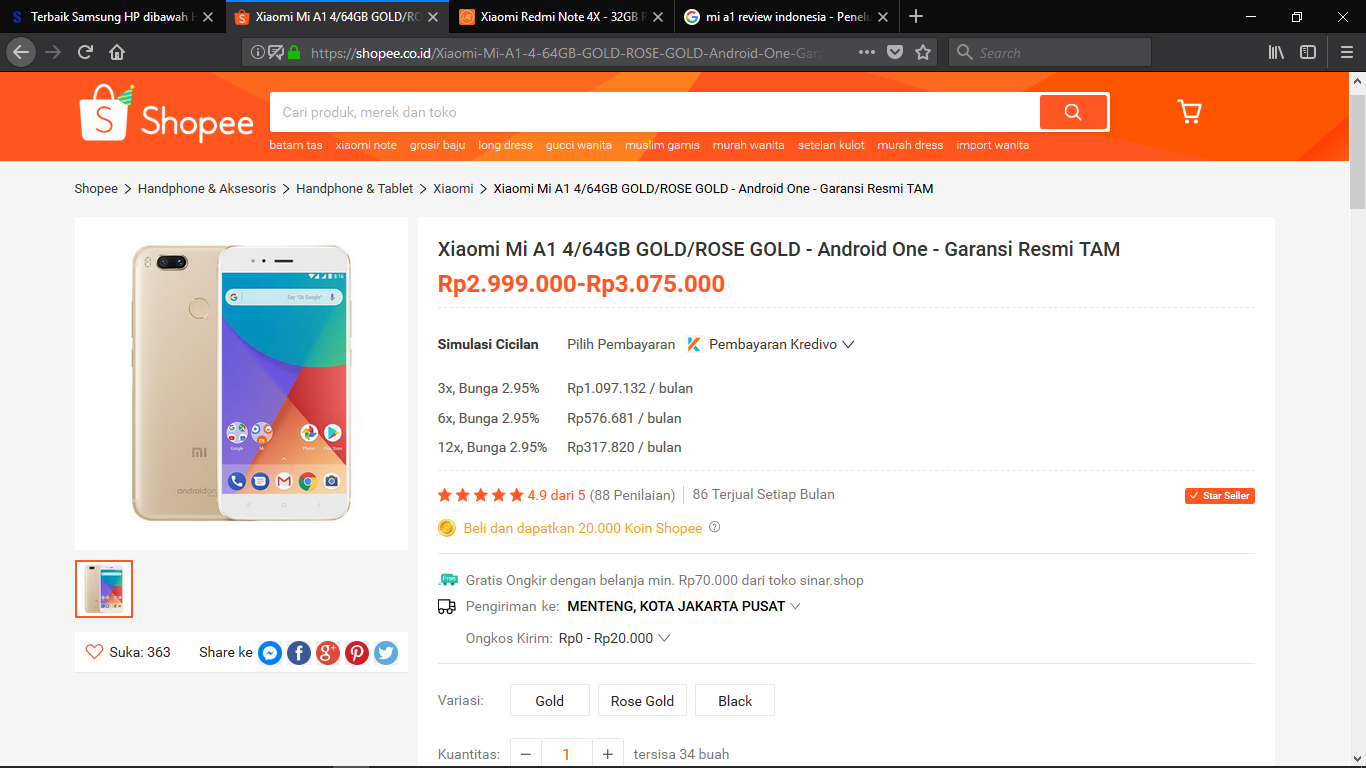 Terbaik Samsung HP dibawah
Xiaomi Mi A1 4/64GB GOLD/RO
Xiaomi Redmi Note 4X - 32GB R
mi a1 review indonesia - Penelu
https://shopee.co.id/Xiaomi-Mi-A1-4-64GB-GOLD-ROSE-GOLD-Android-One-Gara
Search
Shopee
Cari produk, merek dan toko
batam tas xiaomi note grosir baju long dress gucci wanita muslim gamis murah wanita setelan kulot murah dress import wanita
Shopee > Handphone & Aksesoris > Handphone & Tablet > Xiaomi > Xiaomi Mi A1 4/64GB GOLD/ROSE GOLD - Android One - Garansi Resmi TAM
Xiaomi Mi A1 4/64GB GOLD/ROSE GOLD - Android One - Garansi Resmi TAM
Rp2.999.000-Rp3.075.000
Simulasi Cicilan Pilih Pembayaran Pembayaran Kredivo
3x, Bunga 2.95% Rp1.097.132 / bulan
6x, Bunga 2.95% Rp576.681 / bulan
12x, Bunga 2.95% Rp317.820 / bulan
4.9 dari 5 (88 Penilaian) 86 Terjual Setiap Bulan
Star Seller
Beli dan dapatkan 20.000 Koin Shopee
Free
Gratis Ongkir dengan belanja min. Rp70.000 dari toko sinar.shop
Pengiriman ke: MENTENG, KOTA JAKARTA PUSAT
Ongkos Kirim: Rp0 - Rp20.000
Suka: 363 Share ke
Variasi: Gold Rose Gold Black
Kuantitas: − 1 + tersisa 34 buah